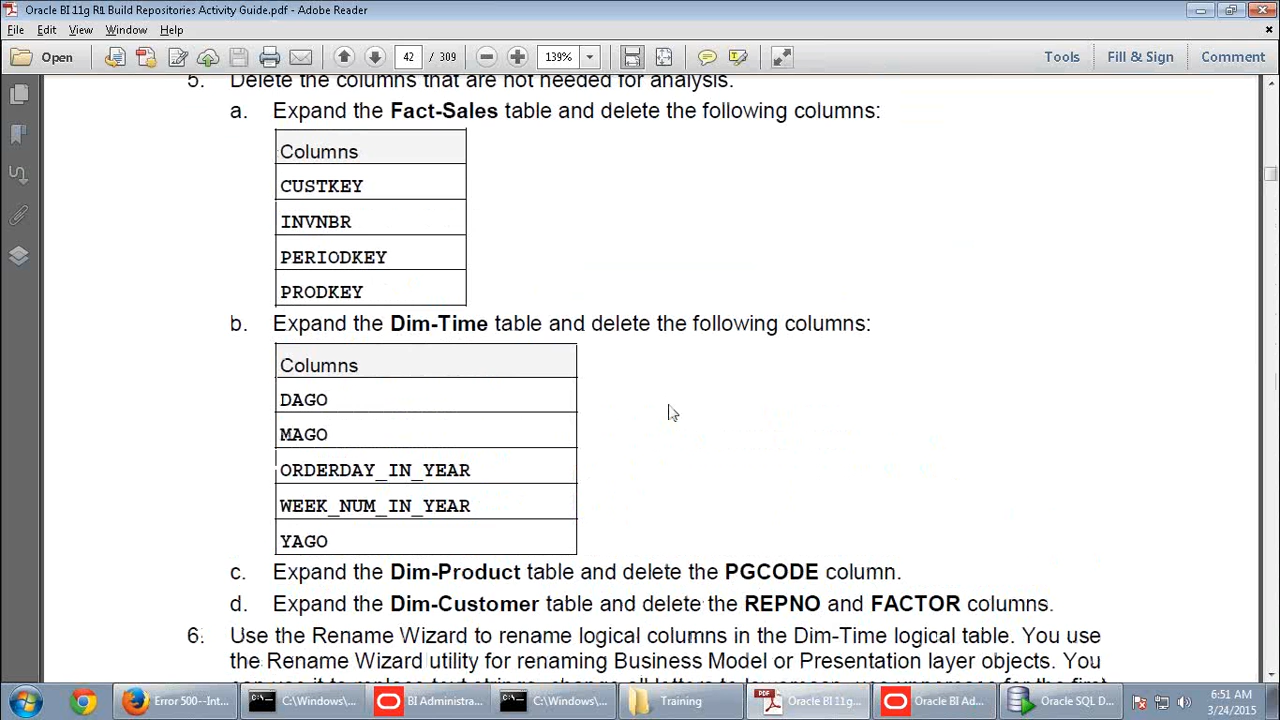 Oracle BI 11g R1 Build Repositories Activity Guide.pdf - Adobe Reader
File Edit View Window Help
Open 42 / 309 139% Tools Fill & Sign Comment
5. Delete the columns that are not needed for analysis.
a. Expand the Fact-Sales table and delete the following columns:
Columns
CUSTKEY
INVNBR
PERIODKEY
PRODKEY
b. Expand the Dim-Time table and delete the following columns:
Columns
DAGO
MAGO
ORDERDAY_IN_YEAR
WEEK_NUM_IN_YEAR
YAGO
c. Expand the Dim-Product table and delete the PGCODE column.
d. Expand the Dim-Customer table and delete the REPNO and FACTOR columns.
6. Use the Rename Wizard to rename logical columns in the Dim-Time logical table. You use
the Rename Wizard utility for renaming Business Model or Presentation layer objects. You
Error 500--Int... C:\Windows\... BI Administra... C:\Windows\... Training Oracle BI 11g... Oracle BI Ad... Oracle SQL D... 6:51 AM
3/24/2015